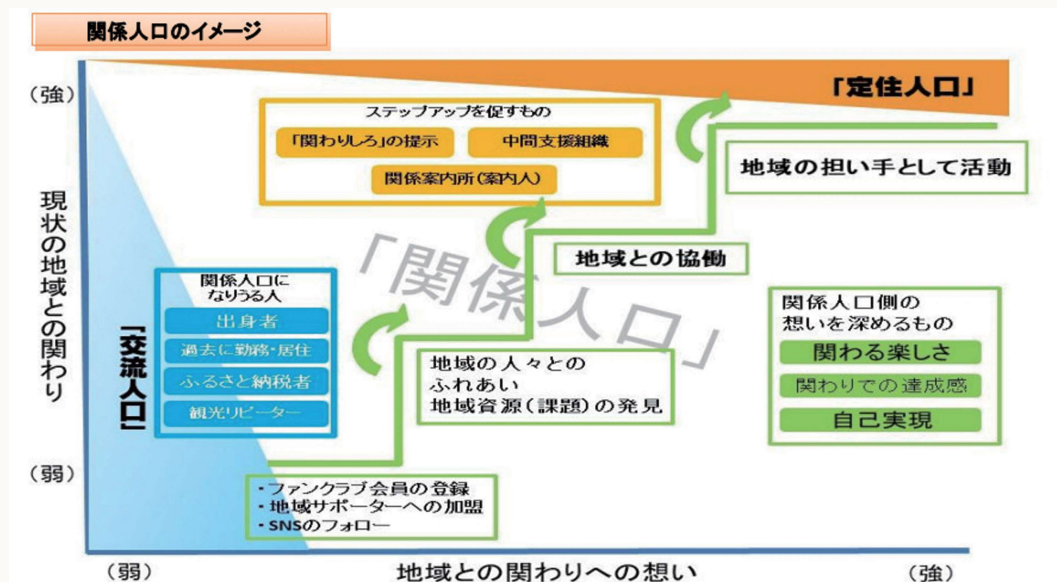 関係人口のイメージ
（強）
「定住人口」
ステップアップを促すもの
「関わりしろ」の提示
中間支援組織
関係案内所（案内人）
地域の担い手として活動
現状の地域との関わり
「関係人口」
地域との協働
関係人口に
なりうる人
出身者
過去に勤務・居住
ふるさと納税者
観光リピーター
「交流人口」
関係人口側の
想いを深めるもの
関わる楽しさ
関わりでの達成感
自己実現
地域の人々との
ふれあい
地域資源（課題）の発見
（弱）
・ファンクラブ会員の登録
・地域サポーターへの加盟
・SNSのフォロー
（弱）
地域との関わりへの想い
（強）